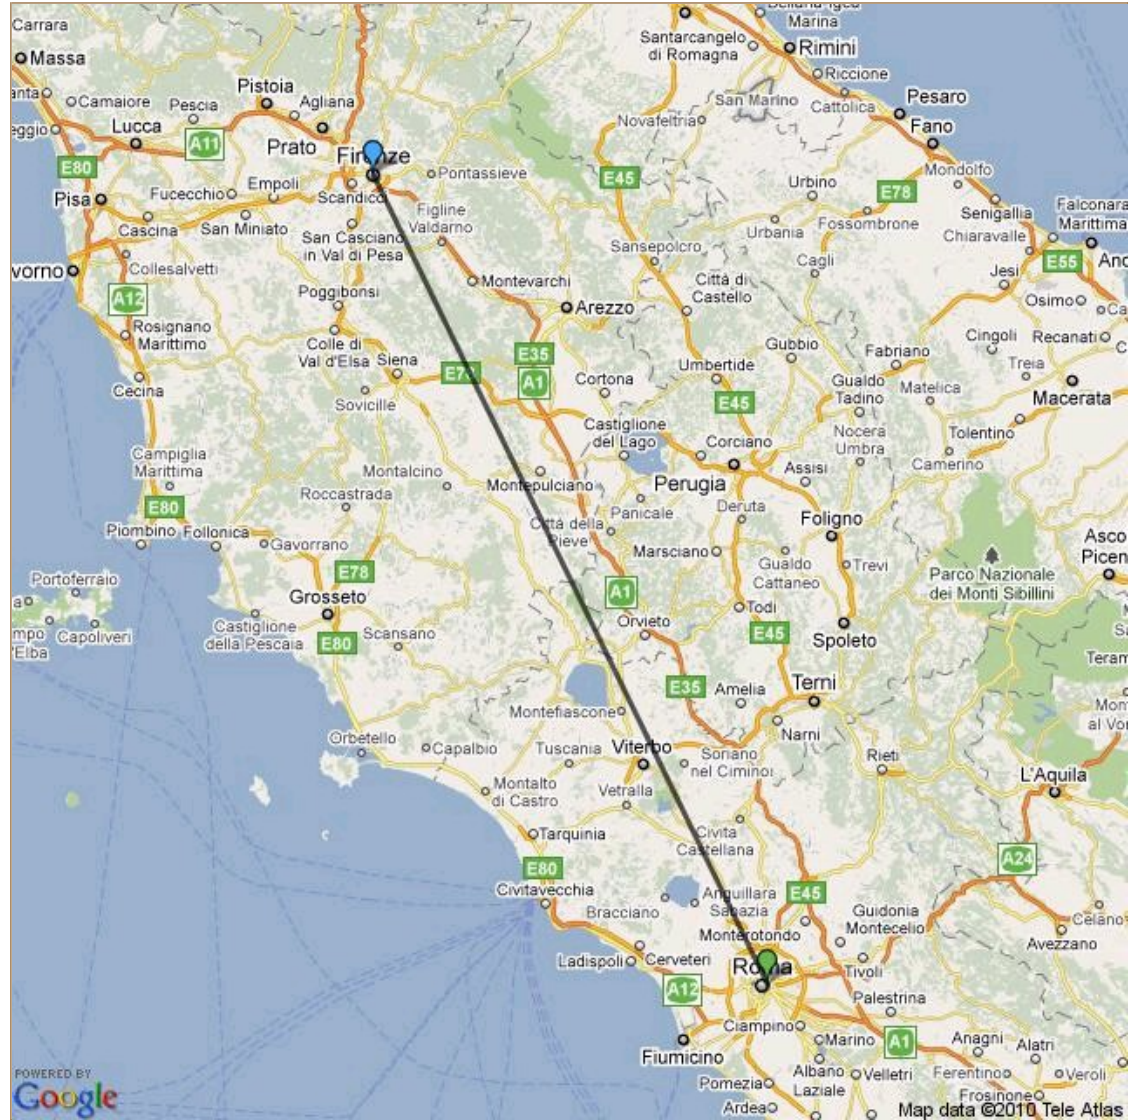 Carrara
Bellaria-Igea
Marina
Santarcangelo
di Romagna
Rimini
Massa
Riccione
Camaiore
Pescia
Pistoia
Agliana
San Marino
Cattolica
Pesaro
Lucca
A11
Prato
Novafeltria
Fano
E80
Firenze
Pontassieve
E45
Mondolfo
Pisa
Fucecchio
Empoli
Scandicci
Urbino
E78
Cascina
San Miniato
Figline
Valdarno
Urbania
Fossombrone
Senigallia
Falconara
Marittima
Chiaravalle
San Casciano
in Val di Pesa
Sansepolcro
Cagli
E55
vorno
Collesalvetti
Montevarchi
Città di
Castello
Jesi
A12
Poggibonsi
Arezzo
Osimo
Rosignano
Marittimo
Colle di
Val d'Elsa
Siena
E35
Gubbio
Fabriano
Cingoli
Recanati
Cecina
A1
Cortona
Umbertide
Gualdo
Tadino
Matelica
Treia
Macerata
Sovicille
E45
Campiglia
Marittima
Castiglione
del Lago
Corciano
Nocera
Umbra
Tolentino
Camerino
Montalcino
Montepulciano
Perugia
Assisi
Roccastrada
E80
Panicale
Deruta
Foligno
Piombino
Follonica
Gavorrano
Città della
Pieve
Marsciano
Gualdo
Cattaneo
Trevi
Parco Nazionale
dei Monti Sibillini
Portoferraio
E78
A1
Grosseto
Todi
Capoliveri
Castiglione
della Pescaia
E80
Scansano
Orvieto
E45
Spoleto
E35
Amelia
Terni
Montefiascone
Narni
Orbetello
Capalbio
Tuscania
Viterbo
Soriano
nel Cimino
Rieti
L'Aquila
Montalto
di Castro
Vetralla
Tarquinia
Civita
Castellana
A24
E80
Civitavecchia
Bracciano
Anguillara
Sabazia
E45
Guidonia
Montecelio
Celano
Monterotondo
Avezzano
Ladispoli
Cerveteri
Roma
Tivoli
A12
Palestrina
Ciampino
Marino
A1
Anagni
Alatri
Fiumicino
Albano
Laziale
Velletri
Ferentino
Veroli
Pomezia
Frosinone
Ardea
POWERED BY
Google
Map data ©2010 Tele Atlas